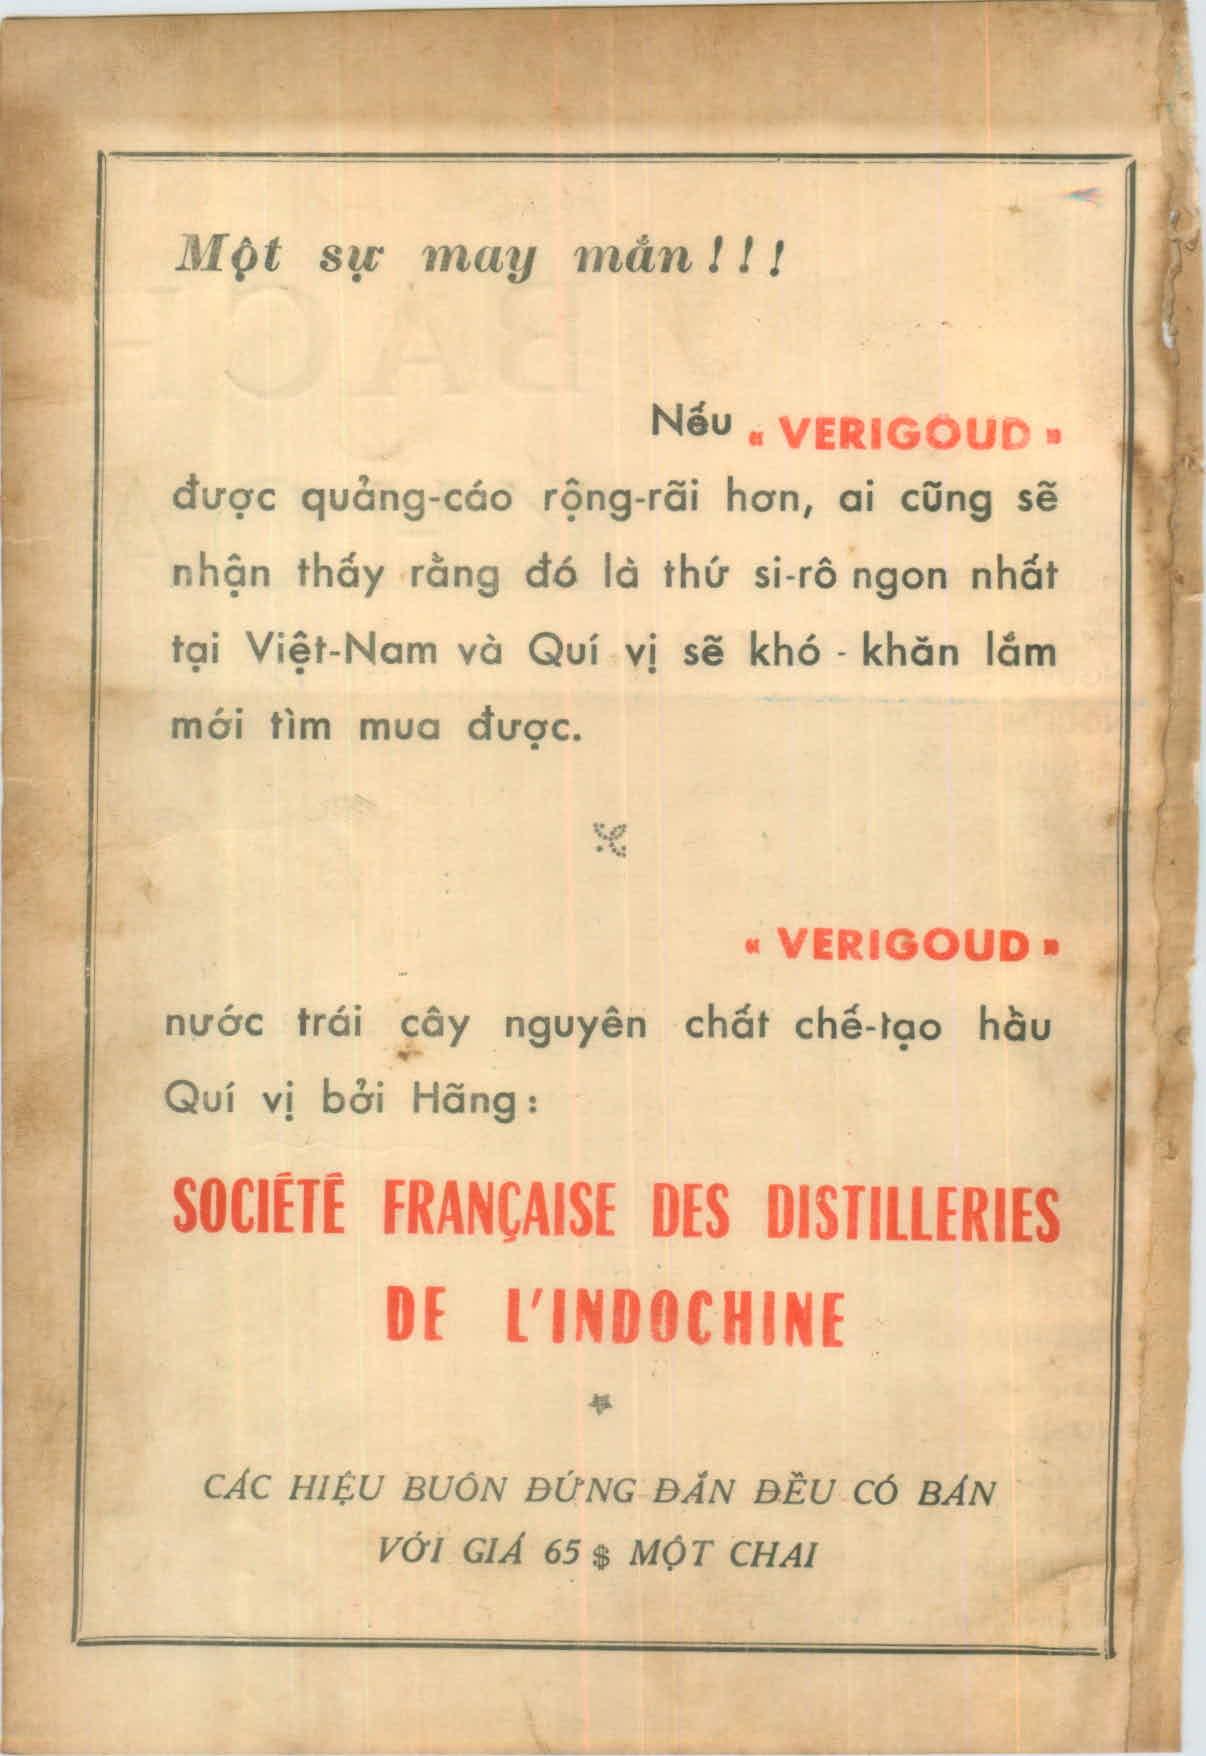 Một sự may mắn!!!
Nếu « VERIGOUD »
được quảng-cáo rộng-rãi hơn, ai cũng sẽ
nhận thấy rằng đó là thứ si-rô ngon nhất
tại Việt-Nam và Quí vị sẽ khó - khăn lắm
mới tìm mua được.
« VERIGOUD »
nước trái cây nguyên chất chế-tạo hầu
Quí vị bởi Hãng:
SOCIÉTÉ FRANÇAISE DES DISTILLERIES
DE L'INDOCHINE
CÁC HIỆU BUÔN ĐỨNG ĐẮN ĐỀU CÓ BÁN
VỚI GIÁ 65 $ MỘT CHAI